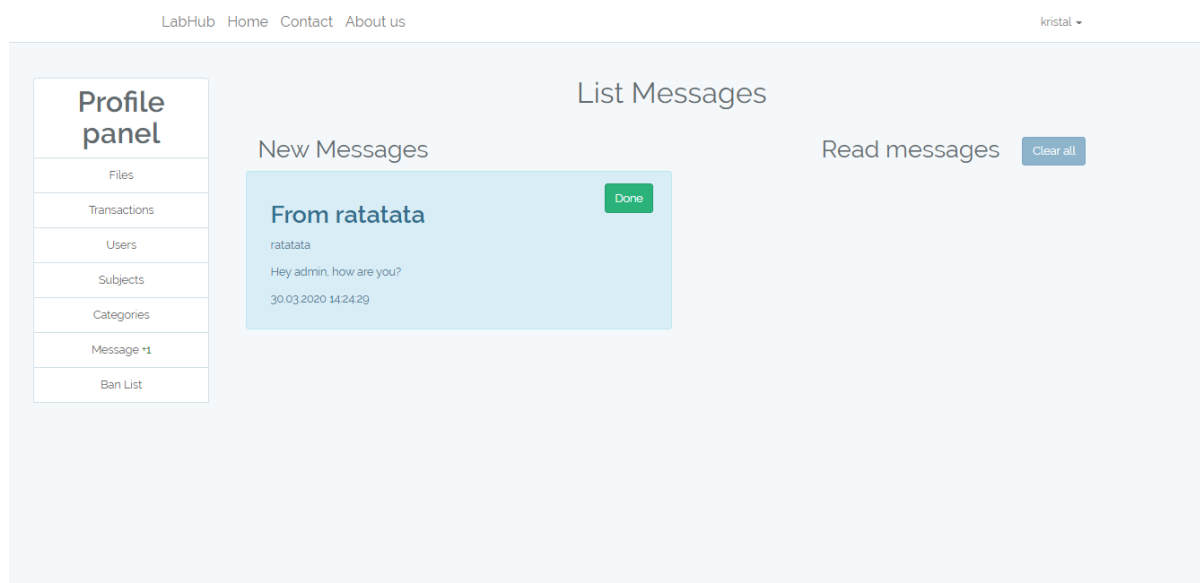 LabHub Home Contact About us kristal
Profile
panel
Files
Transactions
Users
Subjects
Categories
Message +1
Ban List
List Messages
New Messages
Done
From ratatata
ratatata
Hey admin, how are you?
30.03.2020 14:24:29
Read messages Clear all